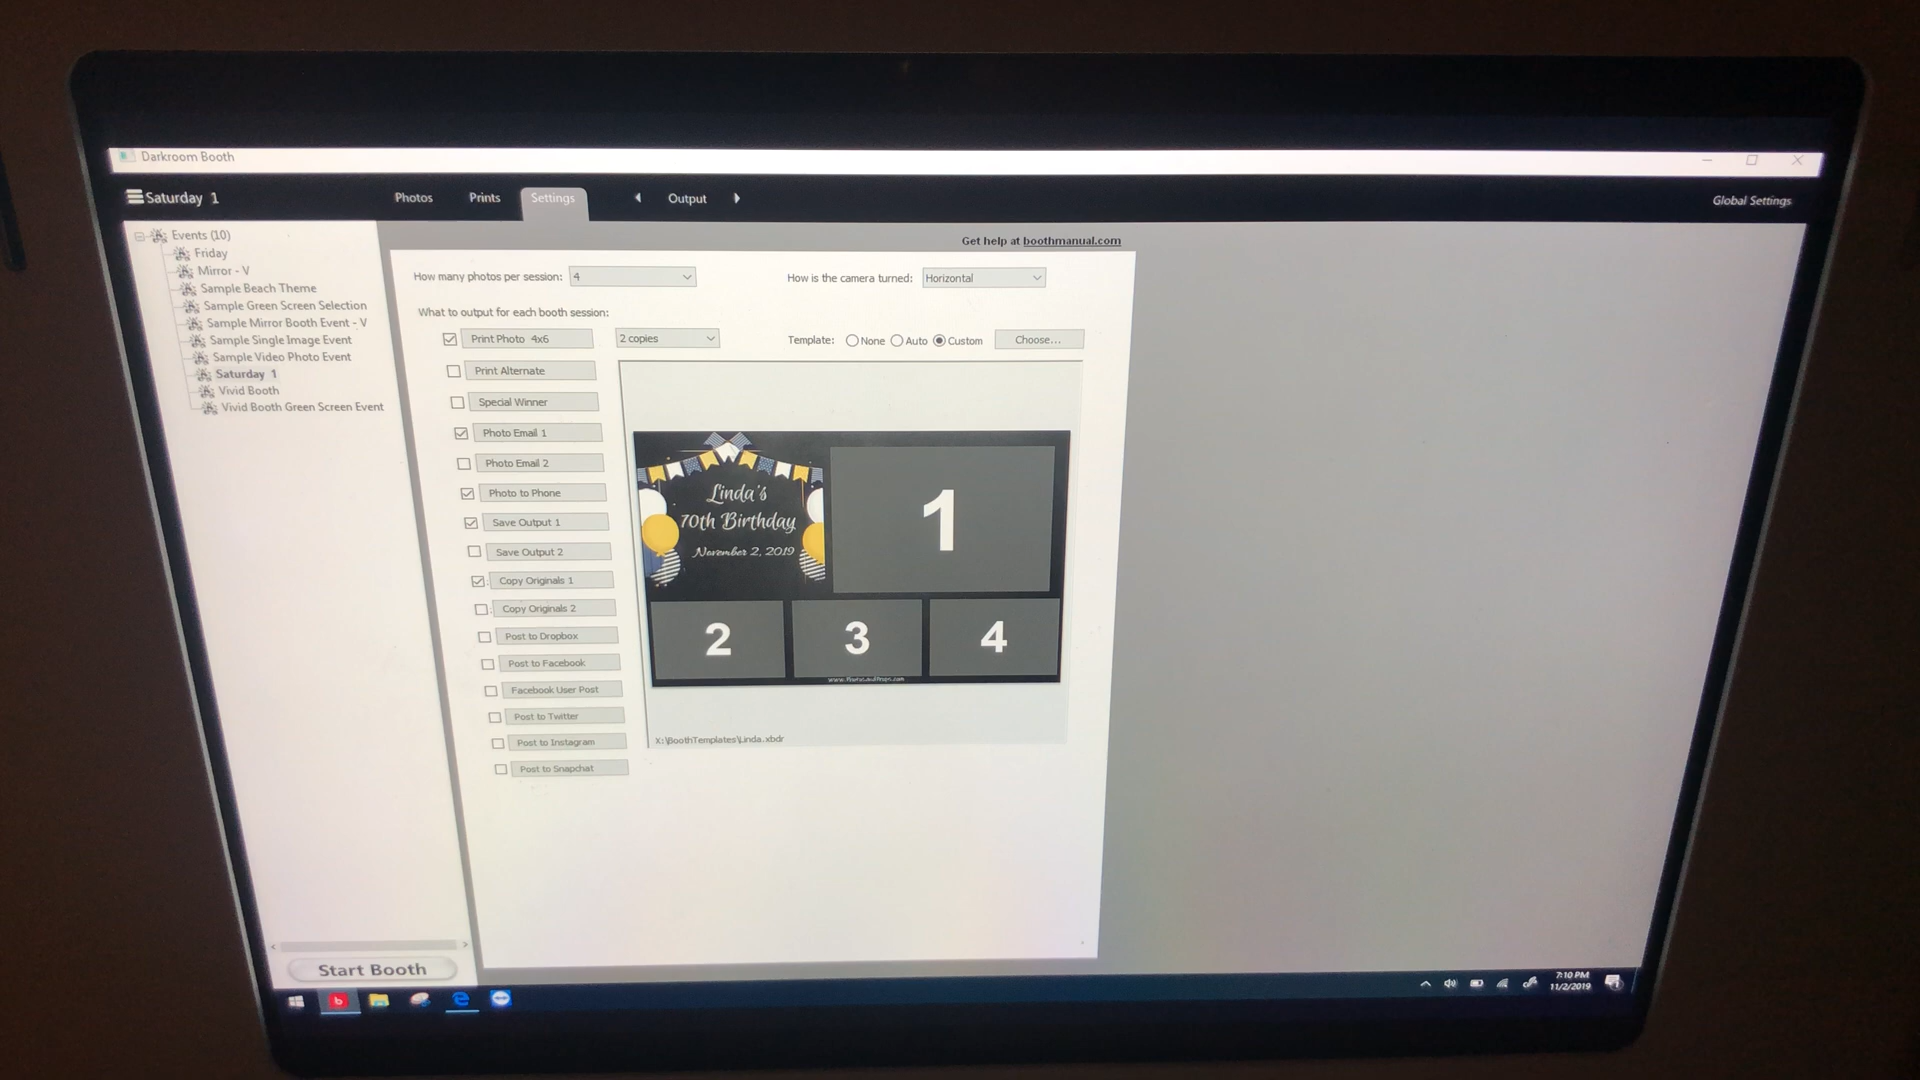 Darkroom Booth
Saturday 1
Photos
Prints
Settings
Output
Global Settings
Events (10)
Friday
Mirror - V
Sample Beach Theme
Sample Green Screen Selection
Sample Mirror Booth Event - V
Sample Single Image Event
Sample Video Photo Event
Saturday 1
Vivid Booth
Vivid Booth Green Screen Event
Start Booth
Get help at boothmanual.com
How many photos per session: 4
How is the camera turned: Horizontal
What to output for each booth session:
Print Photo 4x6
2 copies
Template: None Auto Custom Choose...
Print Alternate
Special Winner
Photo Email 1
Photo Email 2
Photo to Phone
Save Output 1
Save Output 2
Copy Originals 1
Copy Originals 2
Post to Dropbox
Post to Facebook
Facebook User Post
Post to Twitter
Post to Instagram
Post to Snapchat
Linda's
70th Birthday
November 2, 2019
1
2
3
4
X:\BoothTemplates\Linda.xbdr
7:10 PM
11/2/2019